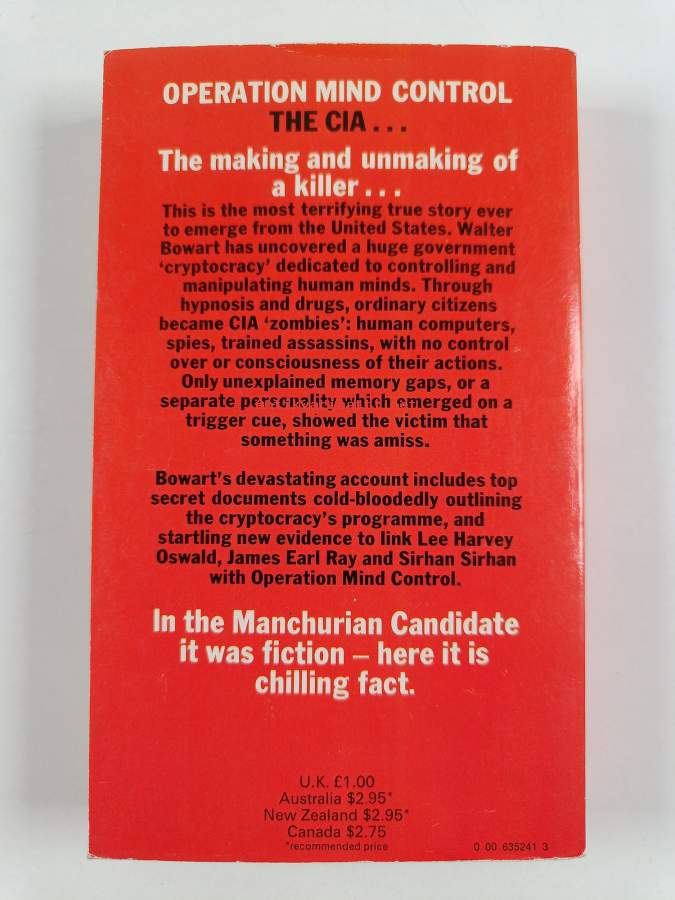 OPERATION MIND CONTROL
THE CIA . . .
The making and unmaking of
a killer . . .
This is the most terrifying true story ever
to emerge from the United States. Walter
Bowart has uncovered a huge government
‘cryptocracy’ dedicated to controlling and
manipulating human minds. Through
hypnosis and drugs, ordinary citizens
became CIA ‘zombies’: human computers,
spies, trained assassins, with no control
over or consciousness of their actions.
Only unexplained memory gaps, or a
separate personality which emerged on a
trigger cue, showed the victim that
something was amiss.
Bowart’s devastating account includes top
secret documents cold-bloodedly outlining
the cryptocracy’s programme, and
startling new evidence to link Lee Harvey
Oswald, James Earl Ray and Sirhan Sirhan
with Operation Mind Control.
In the Manchurian Candidate
it was fiction – here it is
chilling fact.
U.K. £1.00
Australia $2.95*
New Zealand $2.95*
Canada $2.75
*recommended price
0 00 635241 3